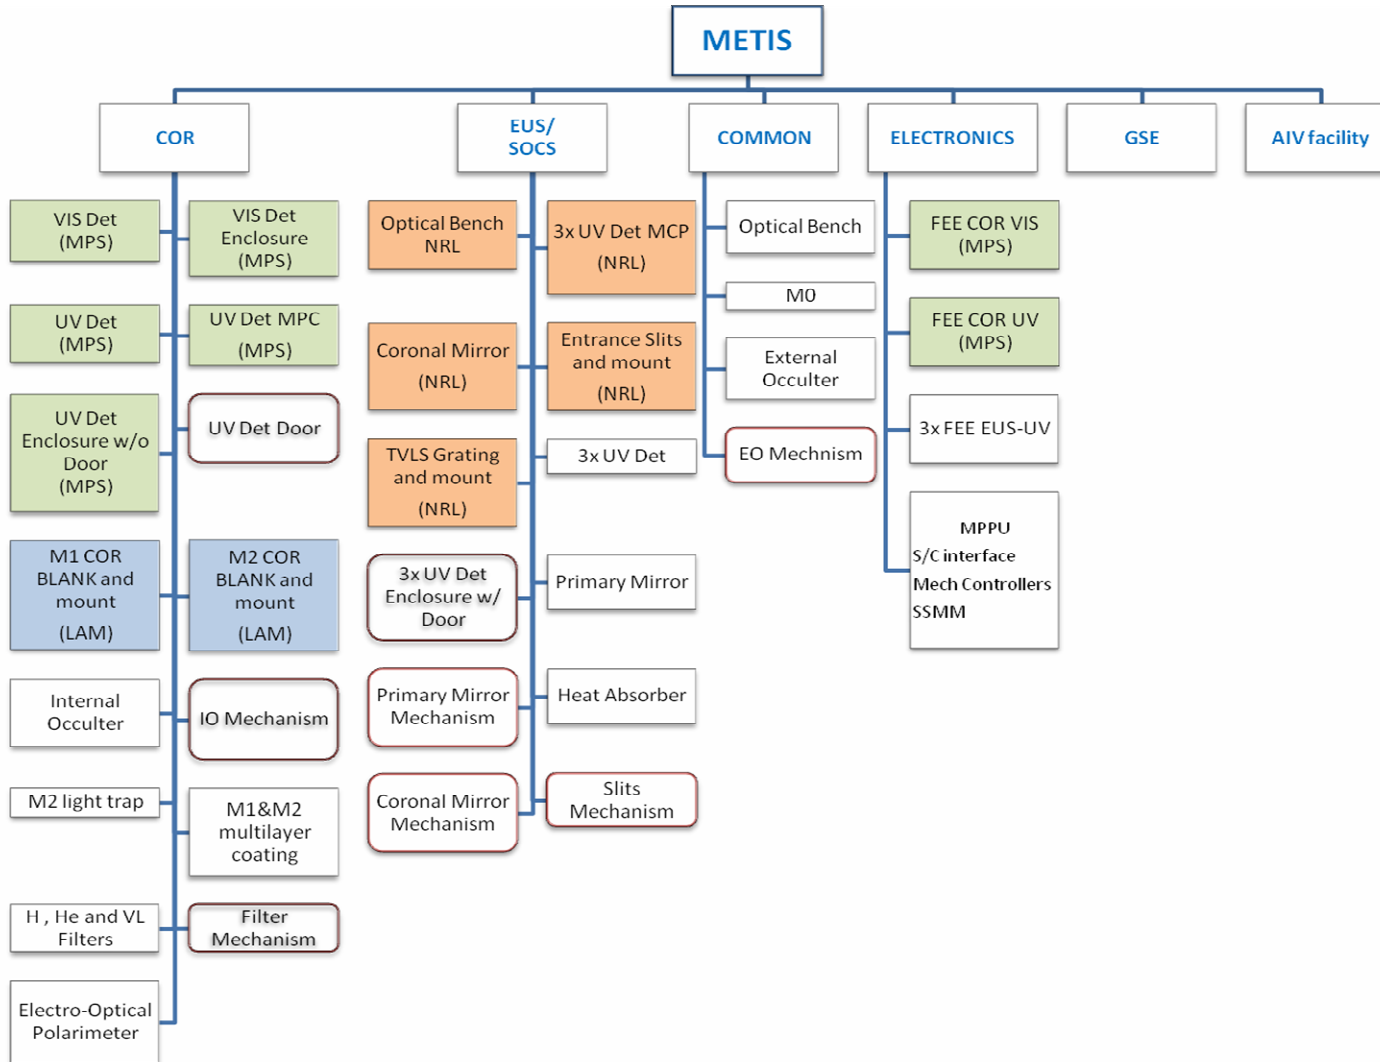 METIS
COR
EUS/
SOCS
COMMON
ELECTRONICS
GSE
AIV facility
VIS Det
(MPS)
VIS Det
Enclosure
(MPS)
UV Det
(MPS)
UV Det MPC
(MPS)
UV Det
Enclosure w/o
Door
(MPS)
UV Det Door
M1 COR
BLANK and
mount
(LAM)
M2 COR
BLANK and
mount
(LAM)
Internal
Occulter
IO Mechanism
M2 light trap
M1&M2
multilayer
coating
H , He and VL
Filters
Filter
Mechanism
Electro-Optical
Polarimeter
Optical Bench
NRL
3x UV Det MCP
(NRL)
Coronal Mirror
(NRL)
Entrance Slits
and mount
(NRL)
TVLS Grating
and mount
(NRL)
3x UV Det
3x UV Det
Enclosure w/
Door
Primary Mirror
Primary Mirror
Mechanism
Heat Absorber
Coronal Mirror
Mechanism
Slits
Mechanism
Optical Bench
M0
External
Occulter
EO Mechnism
FEE COR VIS
(MPS)
FEE COR UV
(MPS)
3x FEE EUS-UV
MPPU
S/C interface
Mech Controllers
SSMM